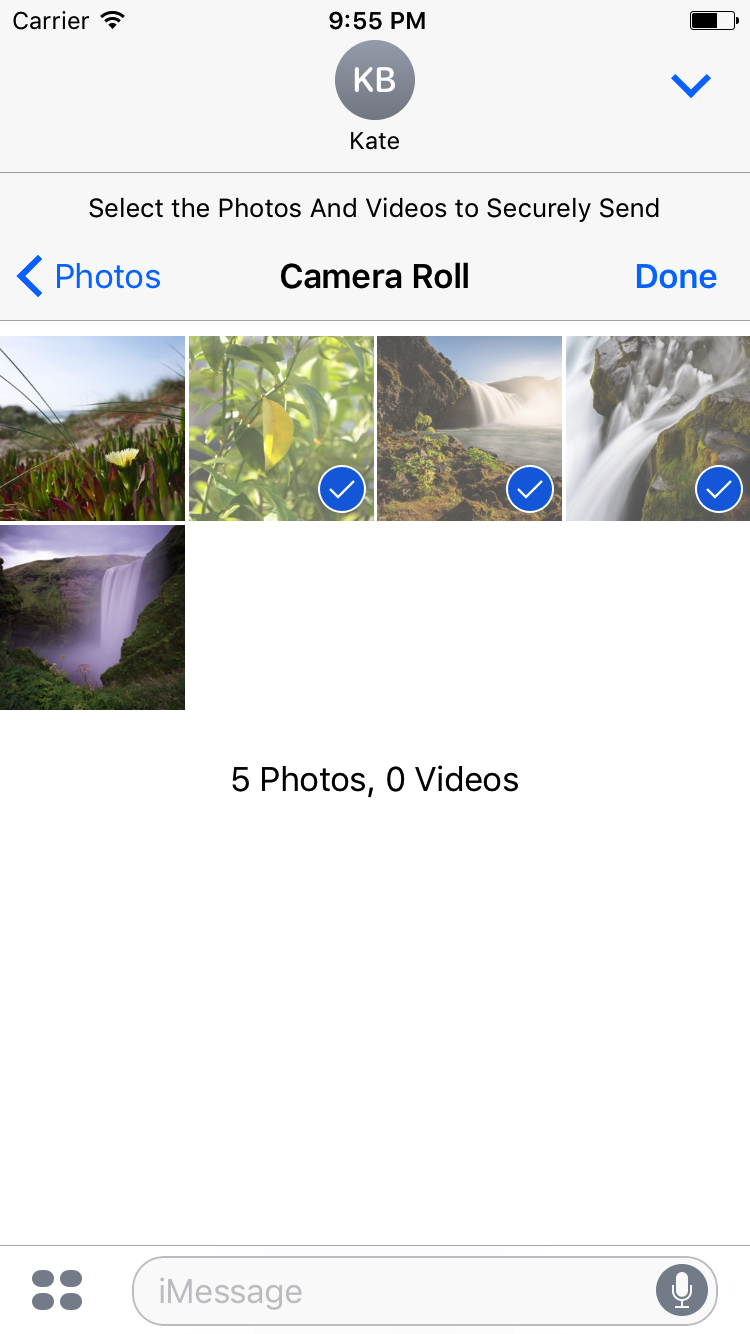 Carrier 9:55 PM
KB
Kate
Select the Photos And Videos to Securely Send
Photos Camera Roll Done
5 Photos, 0 Videos
iMessage